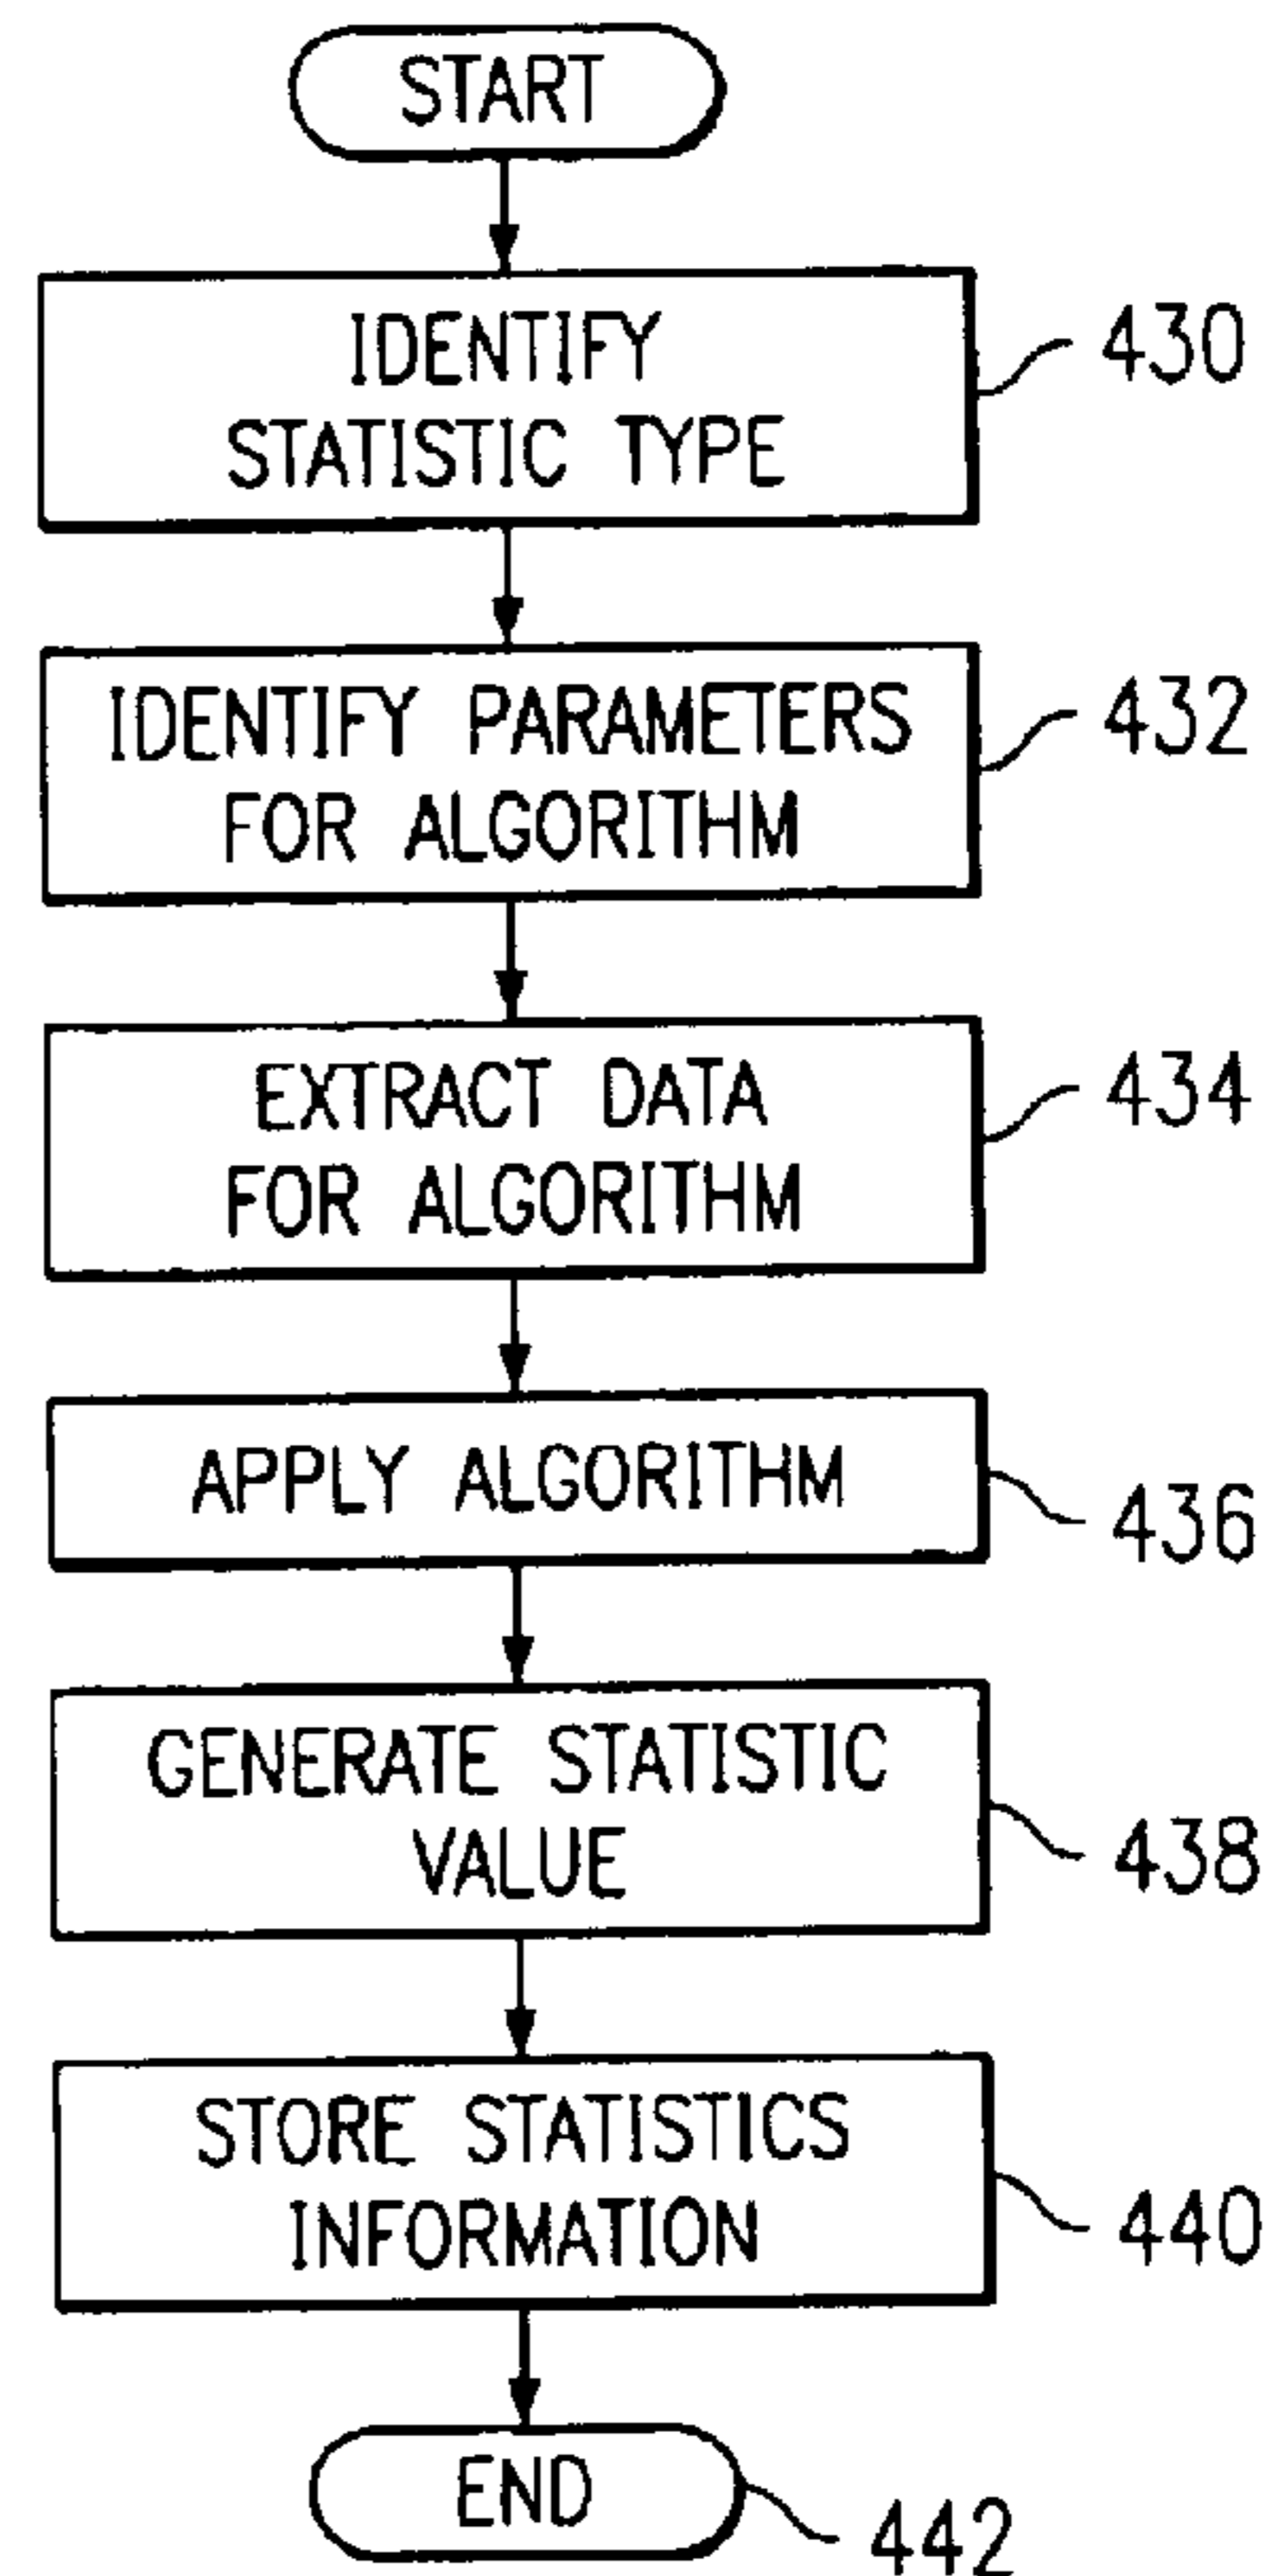 START
IDENTIFY
STATISTIC TYPE
430
IDENTIFY PARAMETERS
FOR ALGORITHM
432
EXTRACT DATA
FOR ALGORITHM
434
APPLY ALGORITHM
436
GENERATE STATISTIC
VALUE
438
STORE STATISTICS
INFORMATION
440
END
442